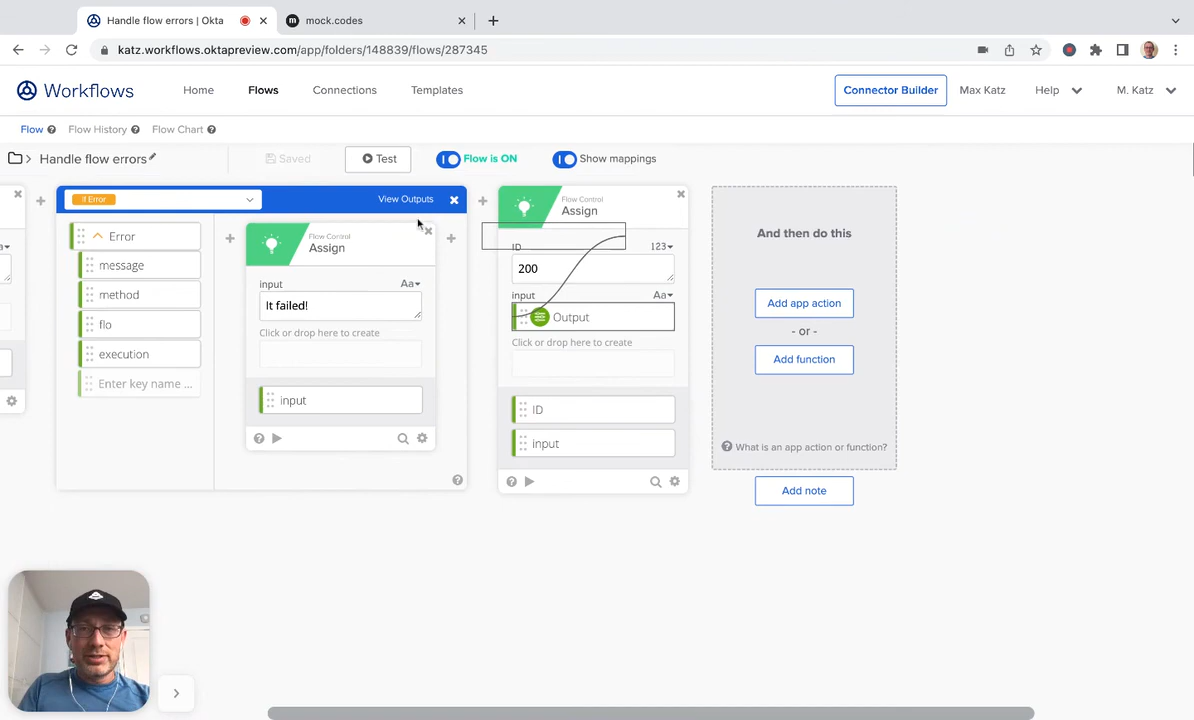 Handle flow errors | Okta
mock.codes
katz.workflows.oktapreview.com/app/folders/148839/flows/287345
Workflows
Home
Flows
Connections
Templates
Connector Builder
Max Katz
Help
M. Katz
Flow
Flow History
Flow Chart
Handle flow errors
Saved
Test
Flow is ON
Show mappings
If Error
View Outputs
Error
message
method
flo
execution
Enter key name ...
Flow Control
Assign
input
Aa
It failed!
Click or drop here to create
input
Flow Control
Assign
ID
123
200
input
Aa
Output
Click or drop here to create
ID
input
And then do this
Add app action
- or -
Add function
What is an app action or function?
Add note